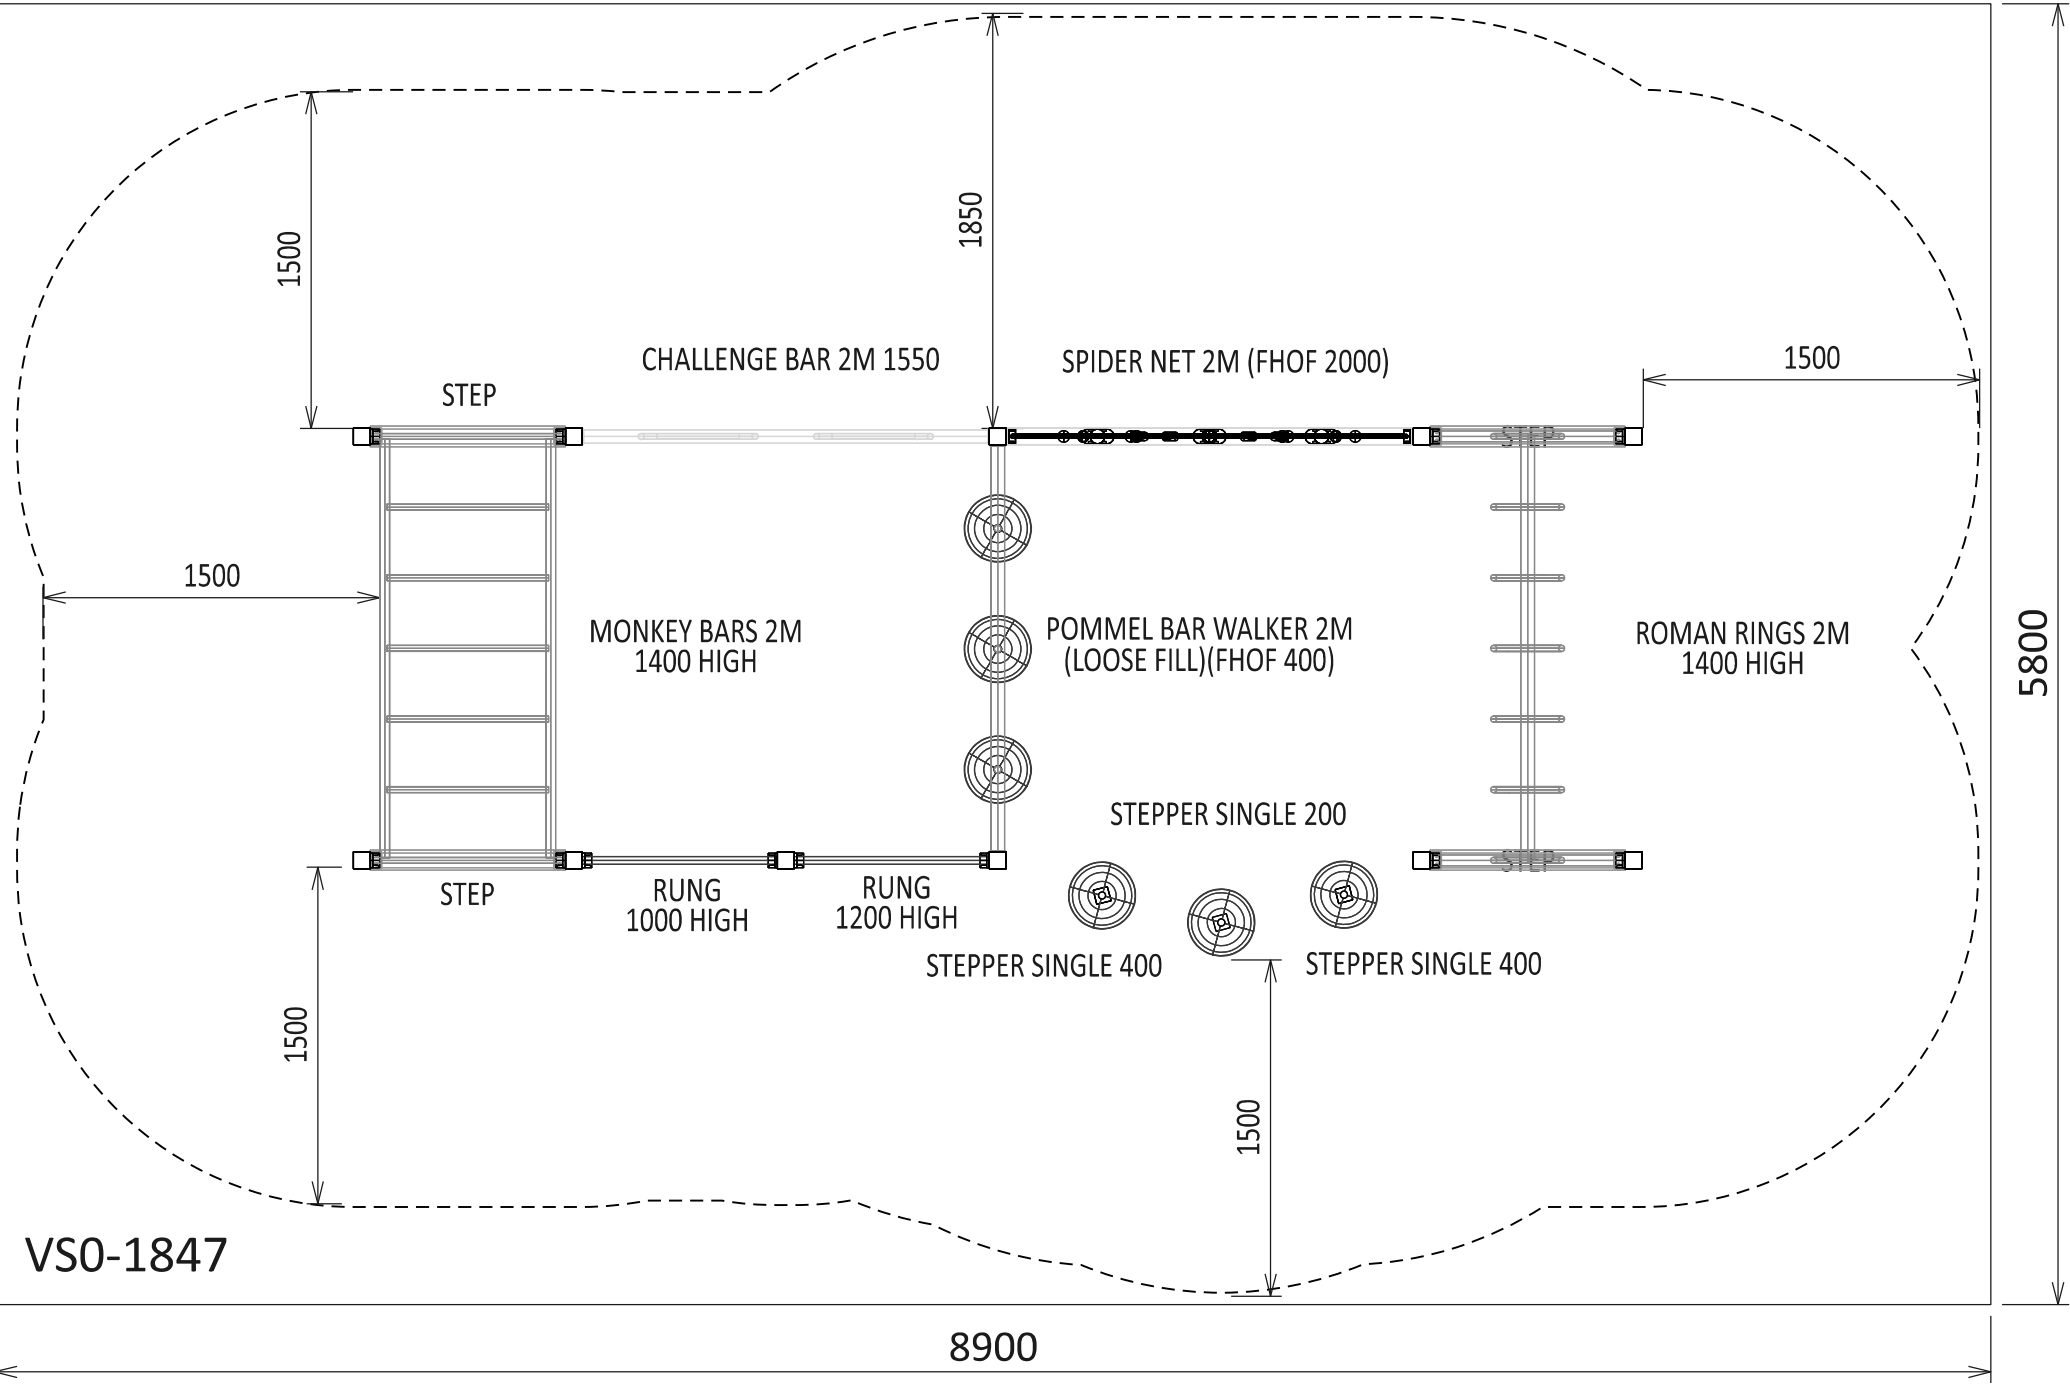 1500
1850
CHALLENGE BAR 2M 1550
SPIDER NET 2M (FHOF 2000)
1500
STEP
1500
MONKEY BARS 2M
1400 HIGH
POMMEL BAR WALKER 2M
(LOOSE FILL)(FHOF 400)
ROMAN RINGS 2M
1400 HIGH
5800
STEPPER SINGLE 200
STEP
RUNG
1000 HIGH
RUNG
1200 HIGH
STEPPER SINGLE 400
STEPPER SINGLE 400
1500
1500
VS0-1847
8900